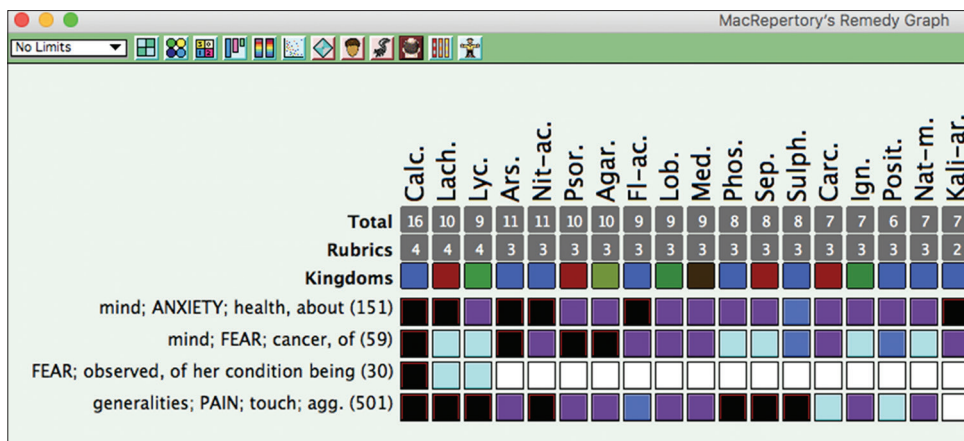 MacRepertory's Remedy Graph
No Limits
Calc. Lach. Lyc. Ars. Nit-ac. Psor. Agar. Fl-ac. Lob. Med. Phos. Sep. Sulph. Carc. Ign. Posit. Nat-m. Kali-ar.
Total 16 10 9 11 11 10 10 9 9 9 8 8 8 7 7 6 7 7
Rubrics 4 4 4 3 3 3 3 3 3 3 3 3 3 3 3 3 3 2
Kingdoms
mind; ANXIETY; health, about (151)
mind; FEAR; cancer, of (59)
FEAR; observed, of her condition being (30)
generalities; PAIN; touch; agg. (501)